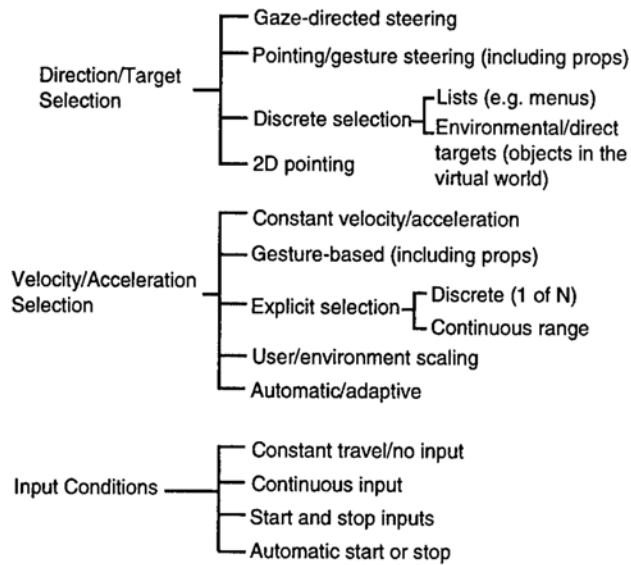 Gaze-directed steering
Pointing/gesture steering (including props)
Direction/Target
Selection
Discrete selection
Lists (e.g. menus)
Environmental/direct
targets (objects in the
virtual world)
2D pointing
Constant velocity/acceleration
Gesture-based (including props)
Velocity/Acceleration
Selection
Explicit selection
Discrete (1 of N)
Continuous range
User/environment scaling
Automatic/adaptive
Constant travel/no input
Input Conditions
Continuous input
Start and stop inputs
Automatic start or stop